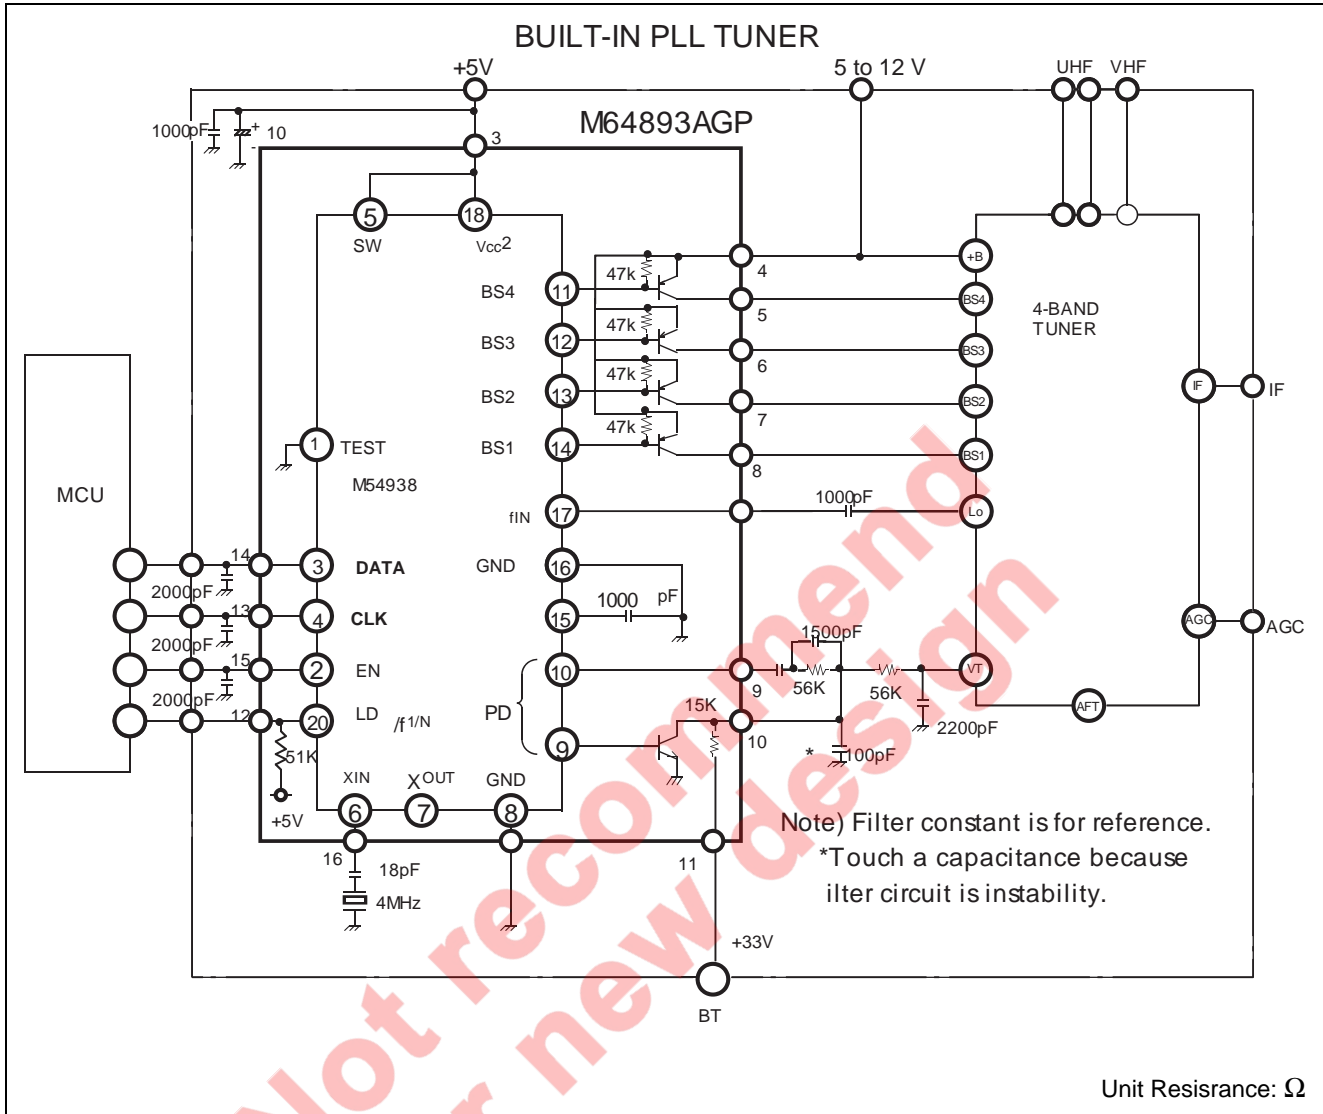 BUILT-IN PLL TUNER
+5V
5 to 12 V
UHF VHF
1000pF
+ 10
-
3
M64893AGP
5
SW
18
Vcc2
BS4 11 47k
4
+B
5
BS4
BS3 12 47k
6
BS3
4-BAND
TUNER
BS2 13 47k
7
BS2
IF IF
BS1 14 47k
8
BS1
1 TEST
M54938
MCU
fIN 17
1000pF
Lo
14 3 DATA
2000pF
GND 16
1000 pF
15
13 4 CLK
2000pF
AGC AGC
15 2 EN
2000pF
PD
10
9
1500pF
56K
56K
VT
2200pF
AFT
12 20 LD /f1/N
51K
+5V
9
15K
10
* 100pF
XIN XOUT GND
6 7 8
16
18pF
4MHz
11
+33V
BT
Note) Filter constant is for reference.
*Touch a capacitance because
ilter circuit is instability.
Not recommend
for new design
Unit Resisrance: Ω